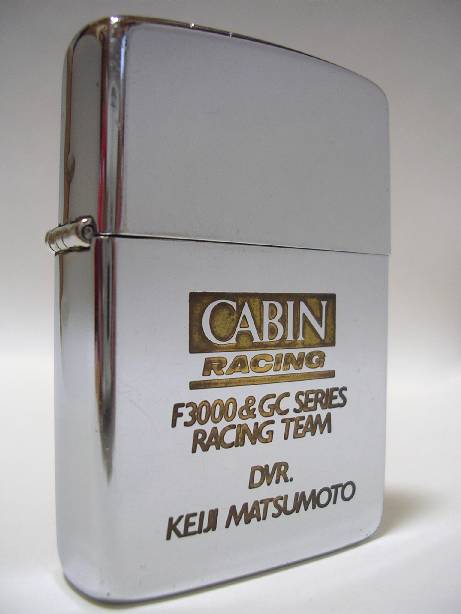 CABIN
RACING
F3000 & GC SERIES
RACING TEAM
DVR.
KEIJI MATSUMOTO